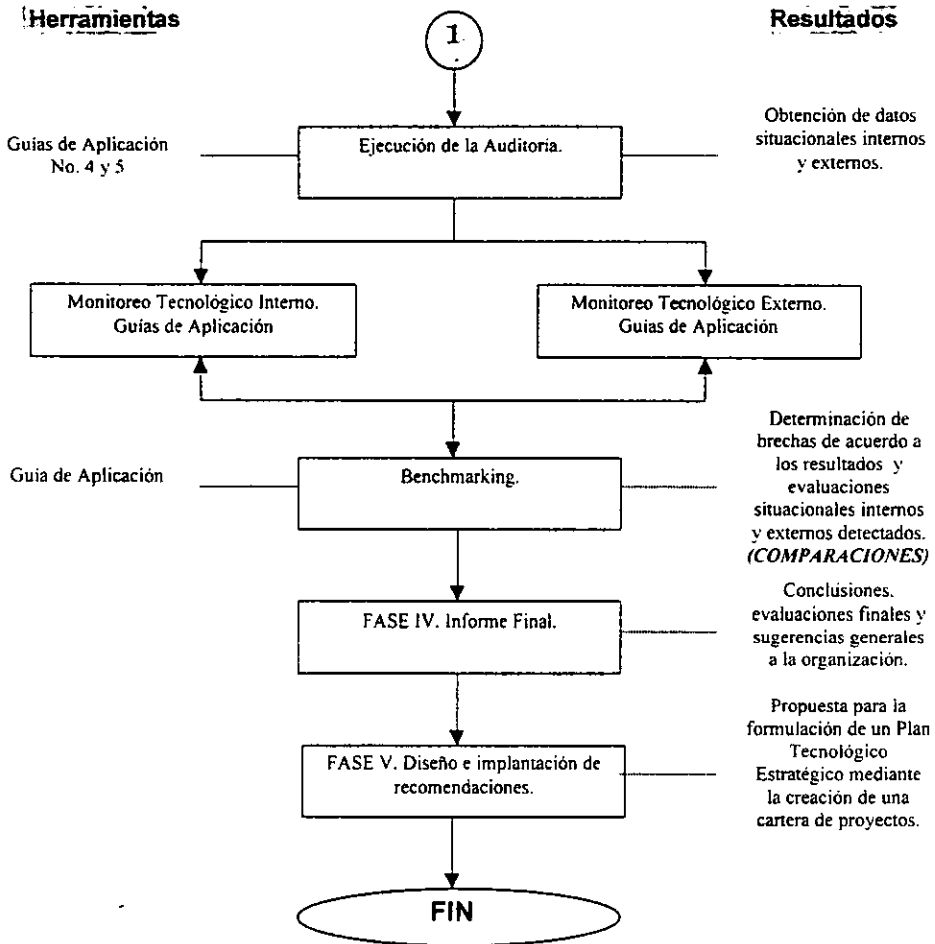 Herramientas
Resultados
1
Guías de Aplicación
No. 4 y 5
Ejecución de la Auditoría.
Obtención de datos
situacionales internos
y externos.
Monitoreo Tecnológico Interno.
Guías de Aplicación
Monitoreo Tecnológico Externo.
Guias de Aplicación
Guia de Aplicación
Benchmarking.
Determinación de
brechas de acuerdo a
los resultados y
evaluaciones
situacionales internos
y externos detectados.
(COMPARACIONES)
FASE IV. Informe Final.
Conclusiones.
evaluaciones finales y
sugerencias generales
a la organización.
FASE V. Diseño e implantación de
recomendaciones.
Propuesta para la
formulación de un Plan
Tecnológico
Estratégico mediante
la creación de una
cartera de proyectos.
FIN